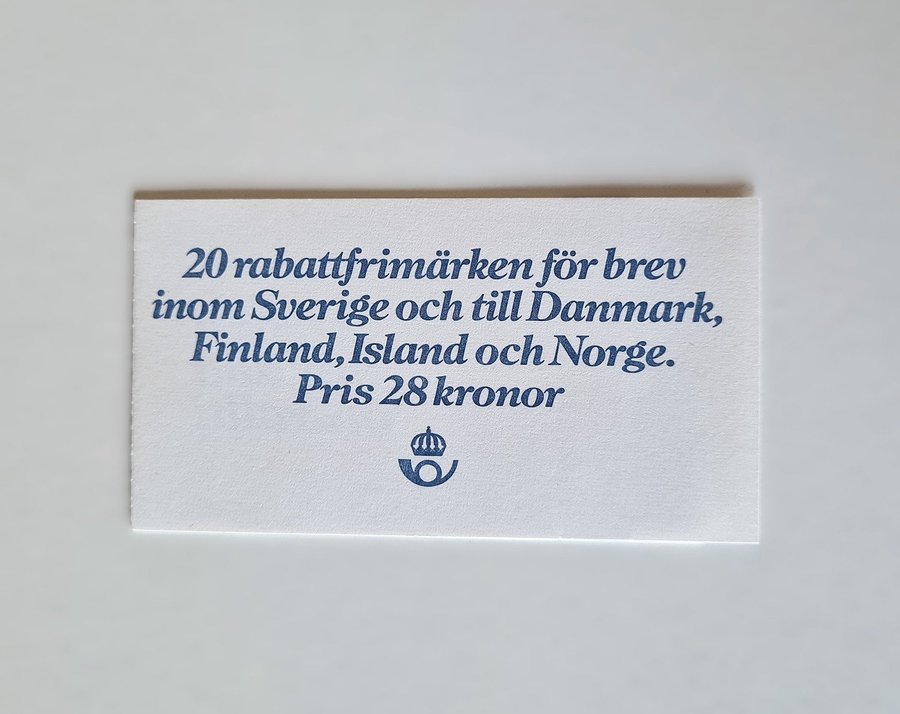 20 rabattfrimärken för brev
inom Sverige och till Danmark,
Finland, Island och Norge.
Pris 28 kronor